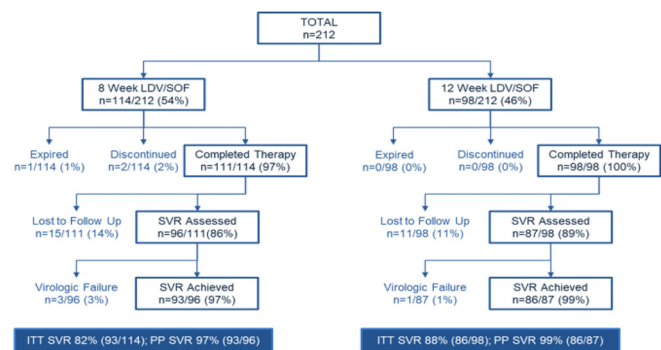 TOTAL
n=212
8 Week LDV/SOF
n=114/212 (54%)
12 Week LDV/SOF
n=98/212 (46%)
Expired
n=1/114 (1%)
Discontinued
n=2/114 (2%)
Completed Therapy
n=111/114 (97%)
Expired
n=0/98 (0%)
Discontinued
n=0/98 (0%)
Completed Therapy
n=98/98 (100%)
Lost to Follow Up
n=15/111 (14%)
SVR Assessed
n=96/111(86%)
Lost to Follow Up
n=11/98 (11%)
SVR Assessed
n=87/98 (89%)
Virologic Failure
n=3/96 (3%)
SVR Achieved
n=93/96 (97%)
Virologic Failure
n=1/87 (1%)
SVR Achieved
n=86/87 (99%)
ITT SVR 82% (93/114); PP SVR 97% (93/96)
ITT SVR 88% (86/98); PP SVR 99% (86/87)